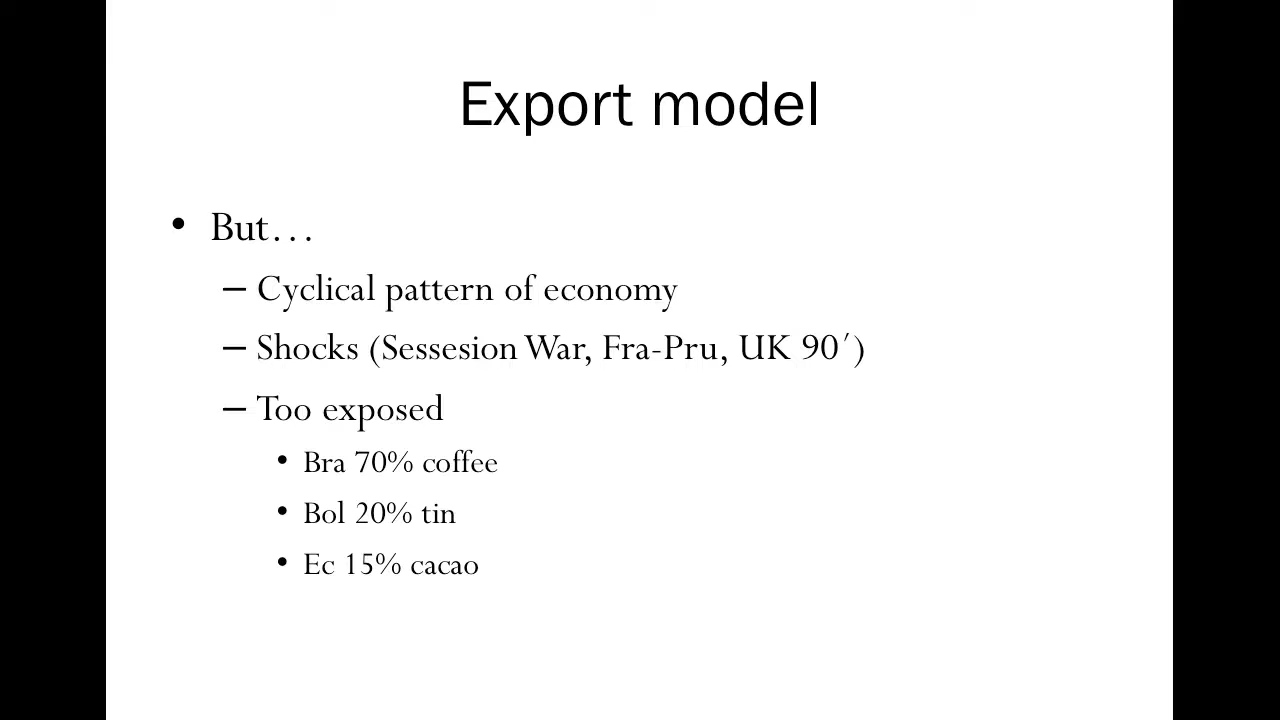 Export model
• But…
– Cyclical pattern of economy
– Shocks (Sessesion War, Fra-Pru, UK 90´)
– Too exposed
• Bra 70% coffee
• Bol 20% tin
• Ec 15% cacao